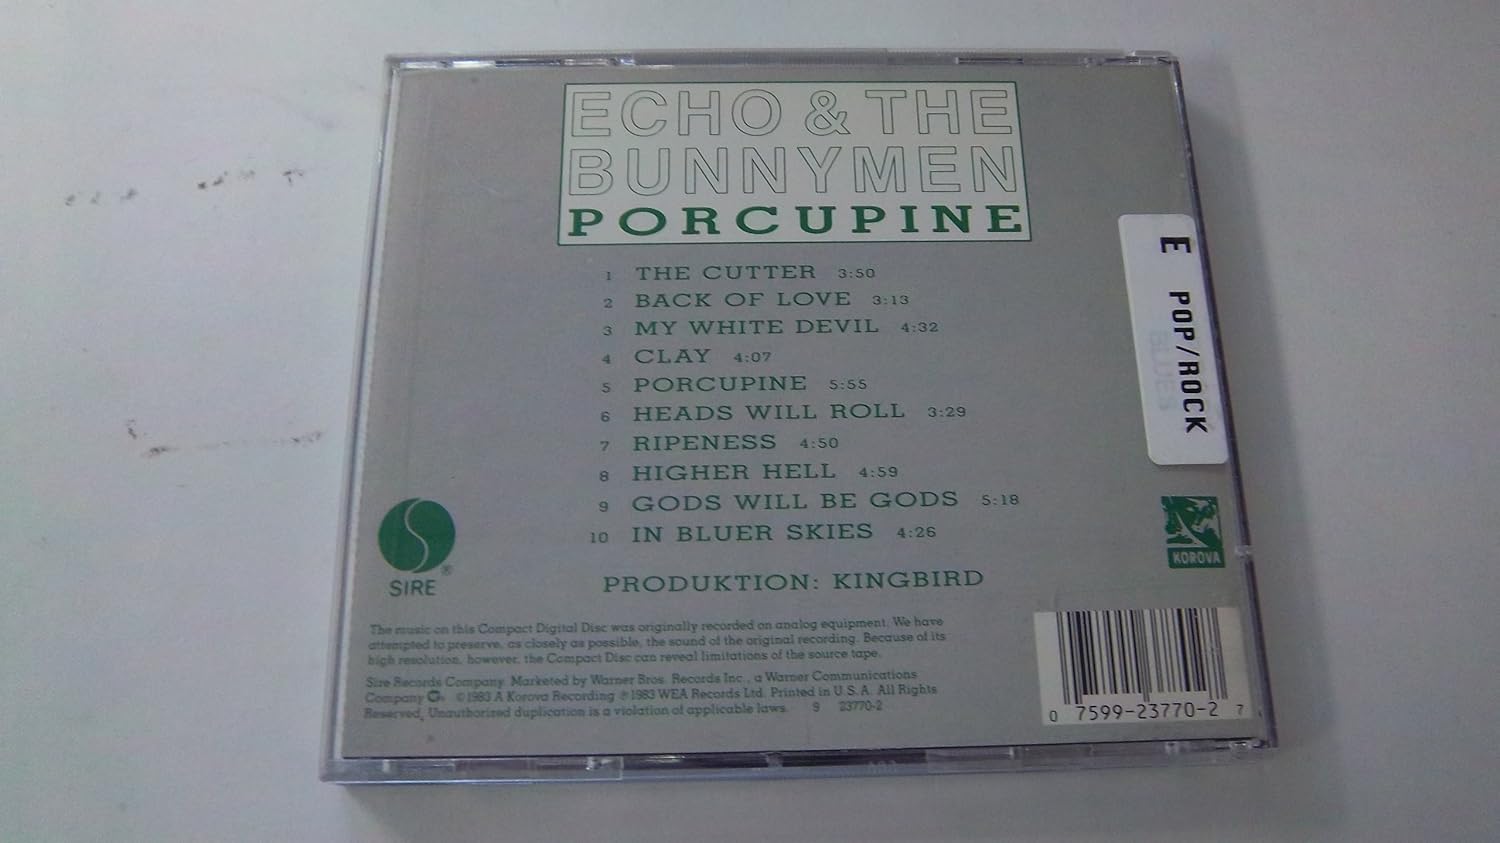 ECHO & THE
BUNNYMEN
PORCUPINE
1 THE CUTTER 3:50
2 BACK OF LOVE 3:13
3 MY WHITE DEVIL 4:32
4 CLAY 4:07
5 PORCUPINE 5:55
6 HEADS WILL ROLL 3:29
7 RIPENESS 4:50
8 HIGHER HELL 4:59
9 GODS WILL BE GODS 5:18
10 IN BLUER SKIES 4:26
PRODUKTION: KINGBIRD
E POP/ROCK
BLUES
SIRE ®
KOROVA
The music on this Compact Digital Disc was originally recorded on analog equipment. We have
attempted to preserve, as closely as possible, the sound of the original recording. Because of its
high resolution, however, the Compact Disc can reveal limitations of the source tape.
Sire Records Company. Marketed by Warner Bros. Records Inc., a Warner Communications
Company © 1983 A Korova Recording ℗ 1983 WEA Records Ltd. Printed in U.S.A. All Rights
Reserved, Unauthorized duplication is a violation of applicable laws. 9 23770-2
0 7599-23770-2 7